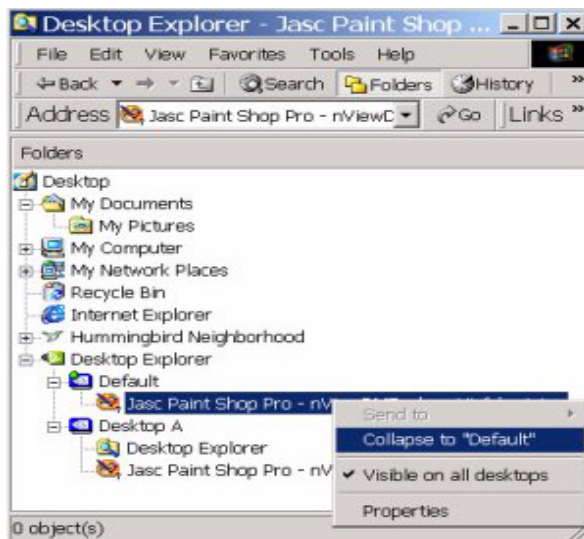 Desktop Explorer - Jasc Paint Shop ...
File Edit View Favorites Tools Help
Back Search Folders History »
Address Jasc Paint Shop Pro - nViewD Go Links »
Folders
Desktop
My Documents
My Pictures
My Computer
My Network Places
Recycle Bin
Internet Explorer
Hummingbird Neighborhood
Desktop Explorer
Default
Jasc Paint Shop Pro - nV
Desktop A
Desktop Explorer
Jasc Paint Shop Pro - nV
Send to
Collapse to "Default"
Visible on all desktops
Properties
0 object(s)